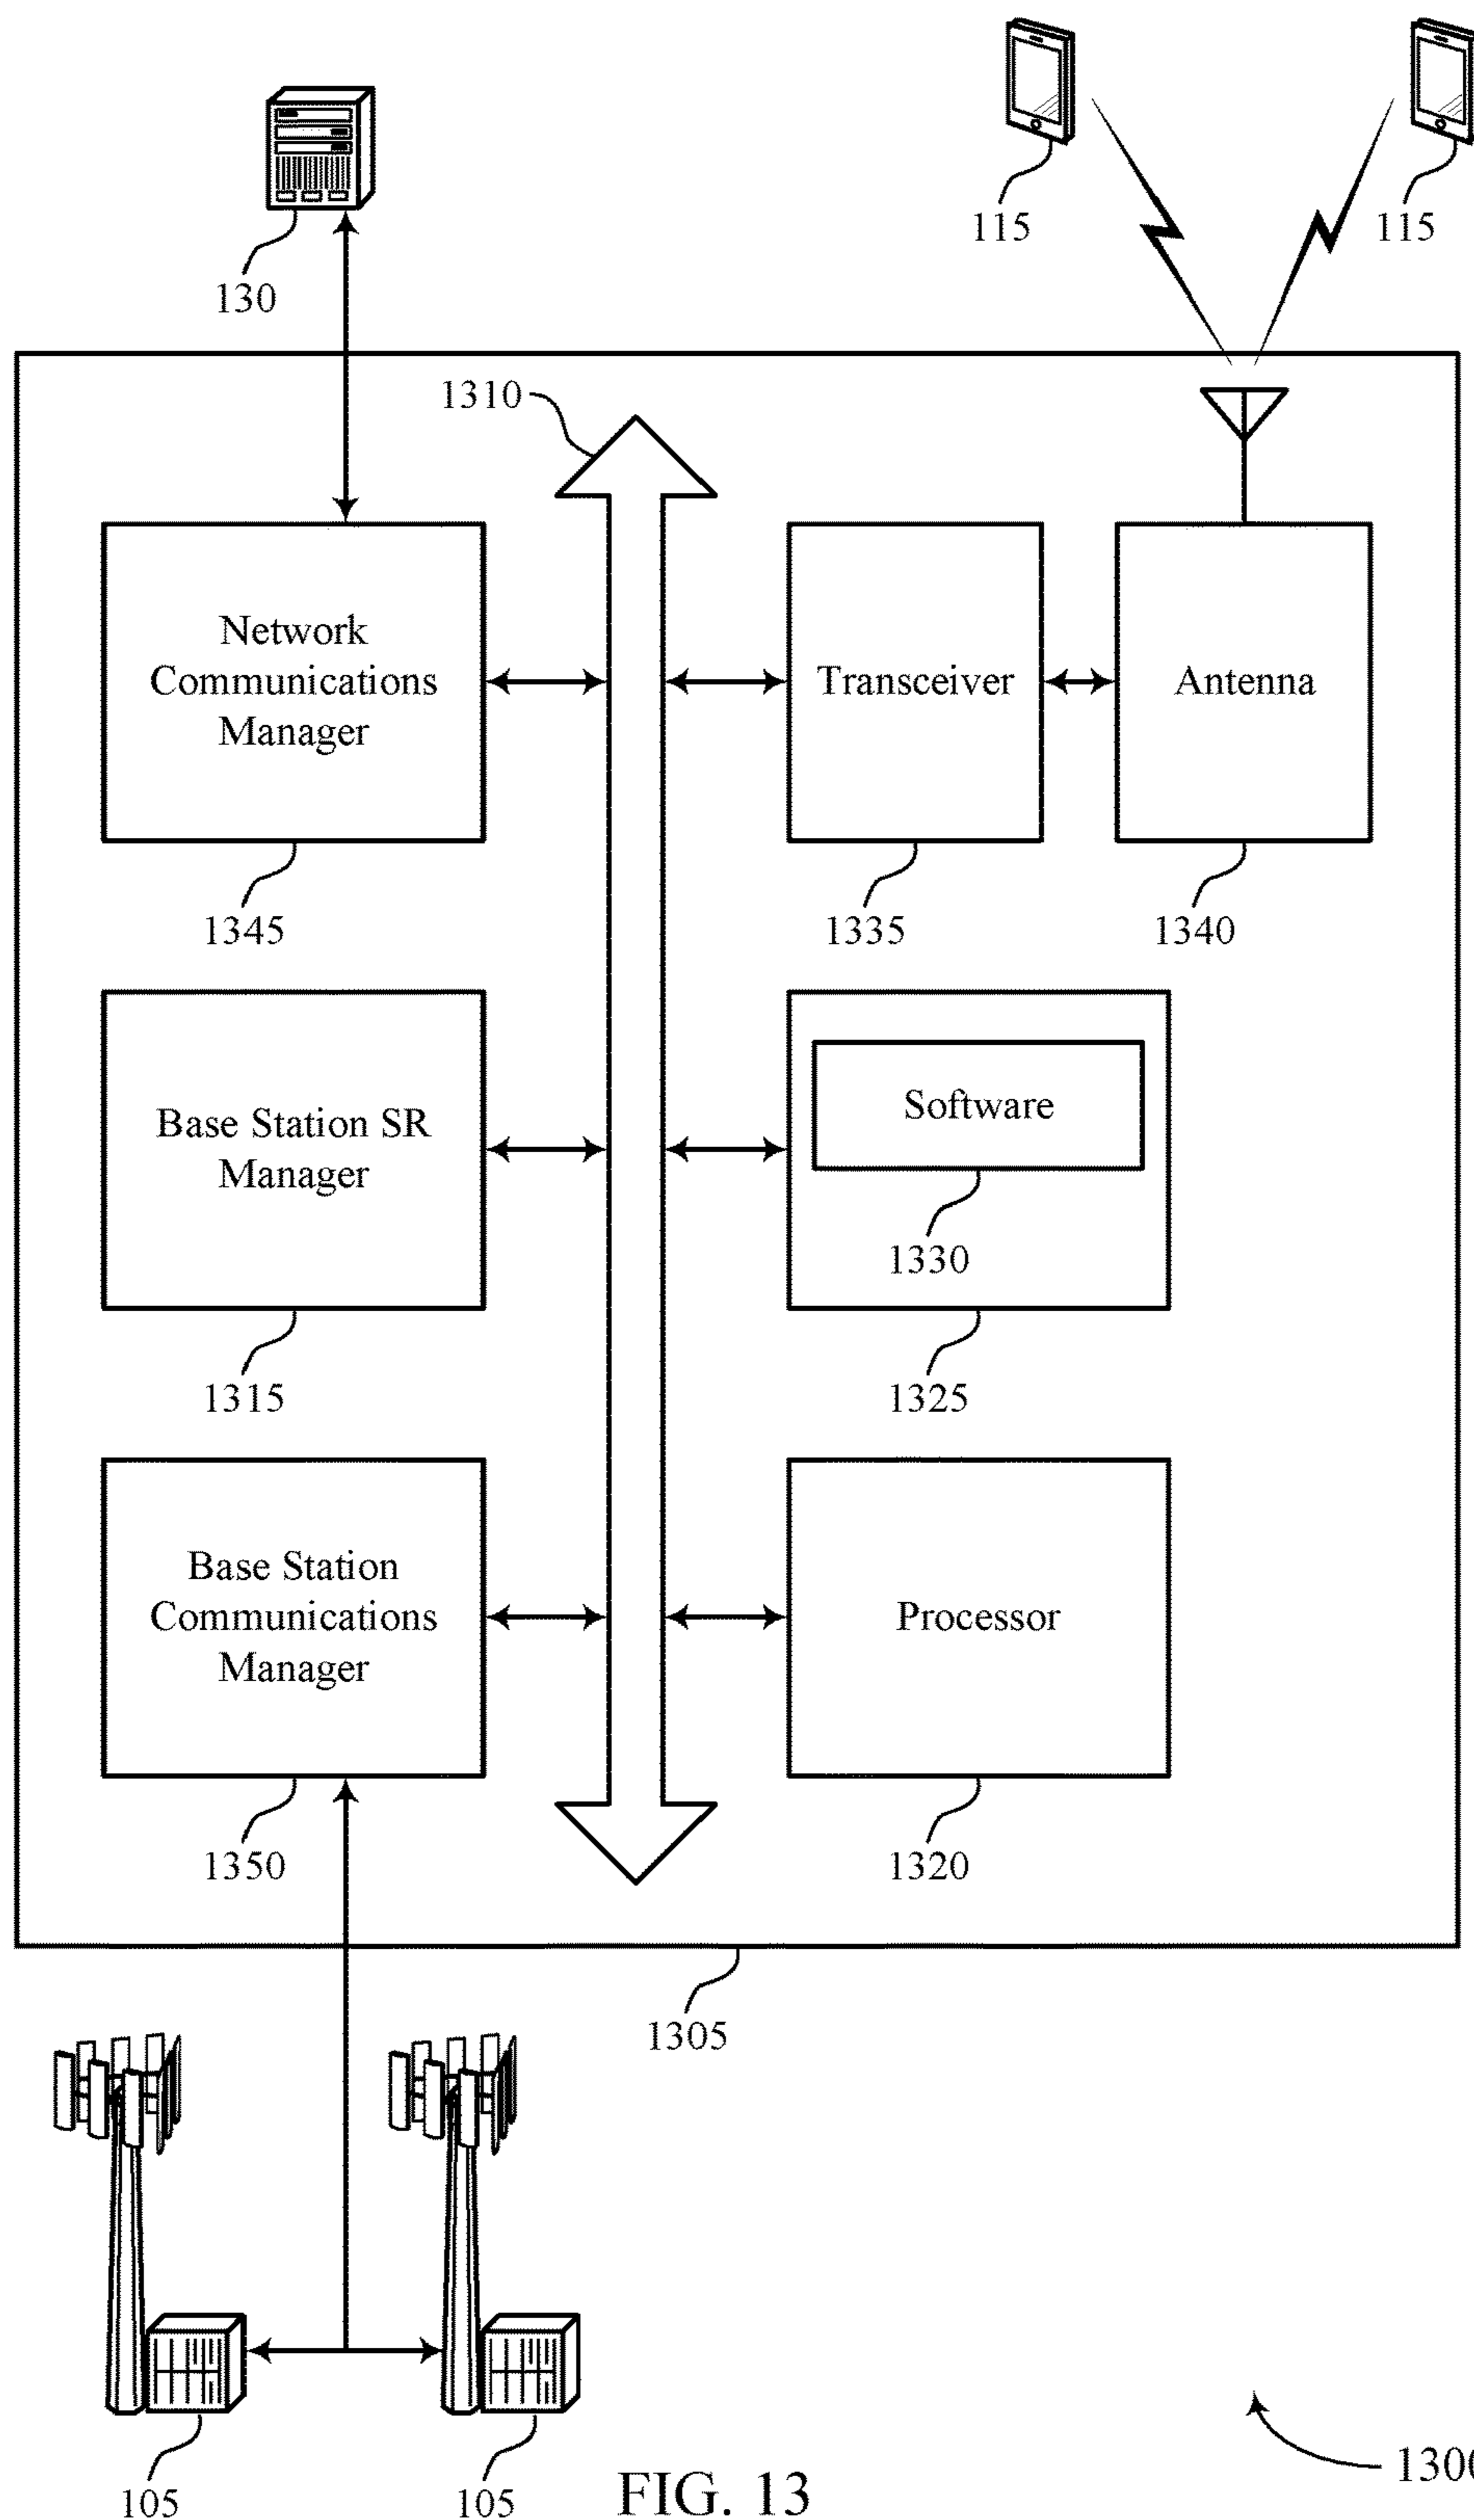 115
115
130
1310
Network
Communications
Manager
Transceiver
Antenna
1345
1335
1340
Base Station SR
Manager
Software
1330
1315
1325
Base Station
Communications
Manager
Processor
1350
1320
1305
105
105
FIG. 13